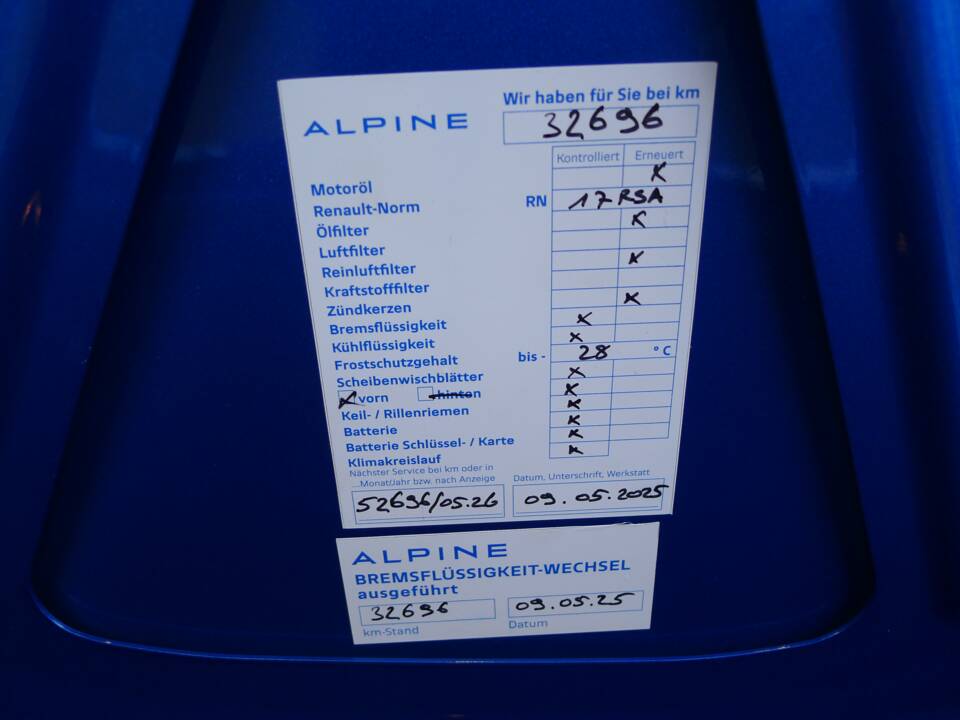 ALPINE
Wir haben für Sie bei km
32696
Kontrolliert Erneuert
Motoröl x
Renault-Norm RN 17 RSA
Ölfilter x
Luftfilter
Reinluftfilter x
Kraftstofffilter
Zündkerzen x
Bremsflüssigkeit x
Kühlflüssigkeit x
Frostschutzgehalt bis - 28 °C
Scheibenwischblätter x
x vorn hinten x
Keil- / Rillenriemen x
Batterie x
Batterie Schlüssel- / Karte x
Klimakreislauf x
Nächster Service bei km oder in
...Monat/Jahr bzw. nach Anzeige
Datum, Unterschrift, Werkstatt
52696/05.26 09.05.2025
ALPINE
BREMSFLÜSSIGKEIT-WECHSEL
ausgeführt
32696 09.05.25
km-Stand Datum